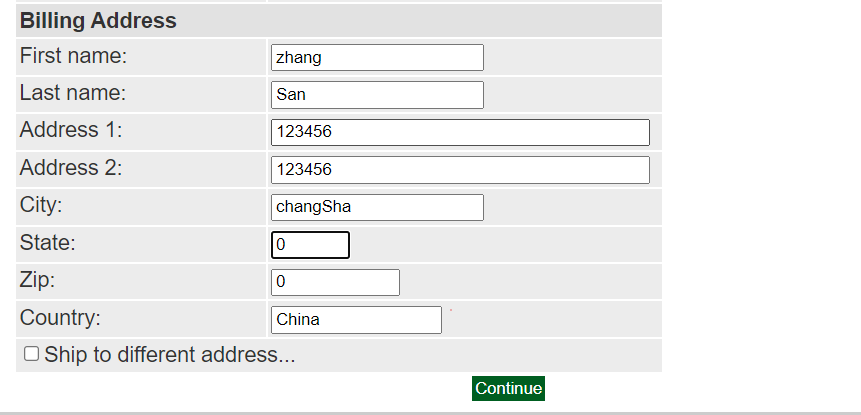 Billing Address
First name: zhang
Last name: San
Address 1: 123456
Address 2: 123456
City: changSha
State: 0
Zip: 0
Country: China
Ship to different address...
Continue